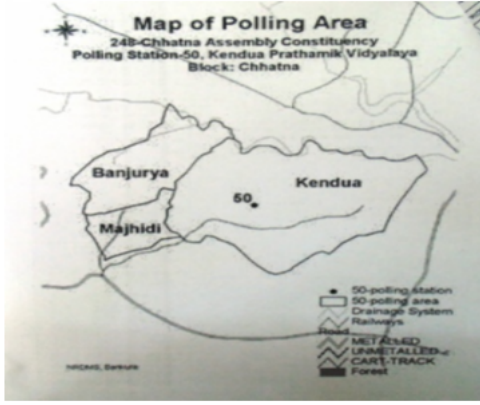 Map of Polling Area
248-Chhatna Assembly Constituency
Polling Station-50, Kendua Prathamik Vidyalaya
Block: Chhatna
Banjurya
Kendua
50
Majhidi
50-polling station
50-polling area
Drainage System
Railways
Road
METALLED
UNMETALLED
CART-TRACK
Forest
Bankura